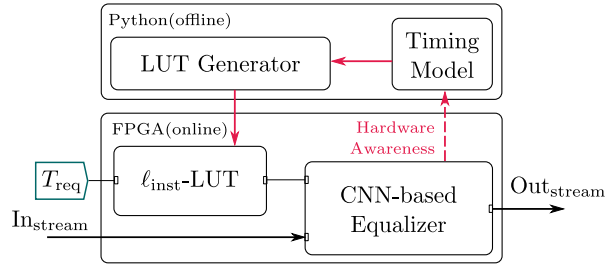 Python(offline)
LUT Generator
Timing
Model
FPGA(online)
Hardware
Awareness
T_req
ℓ_inst-LUT
CNN-based
Equalizer
Out_stream
In_stream